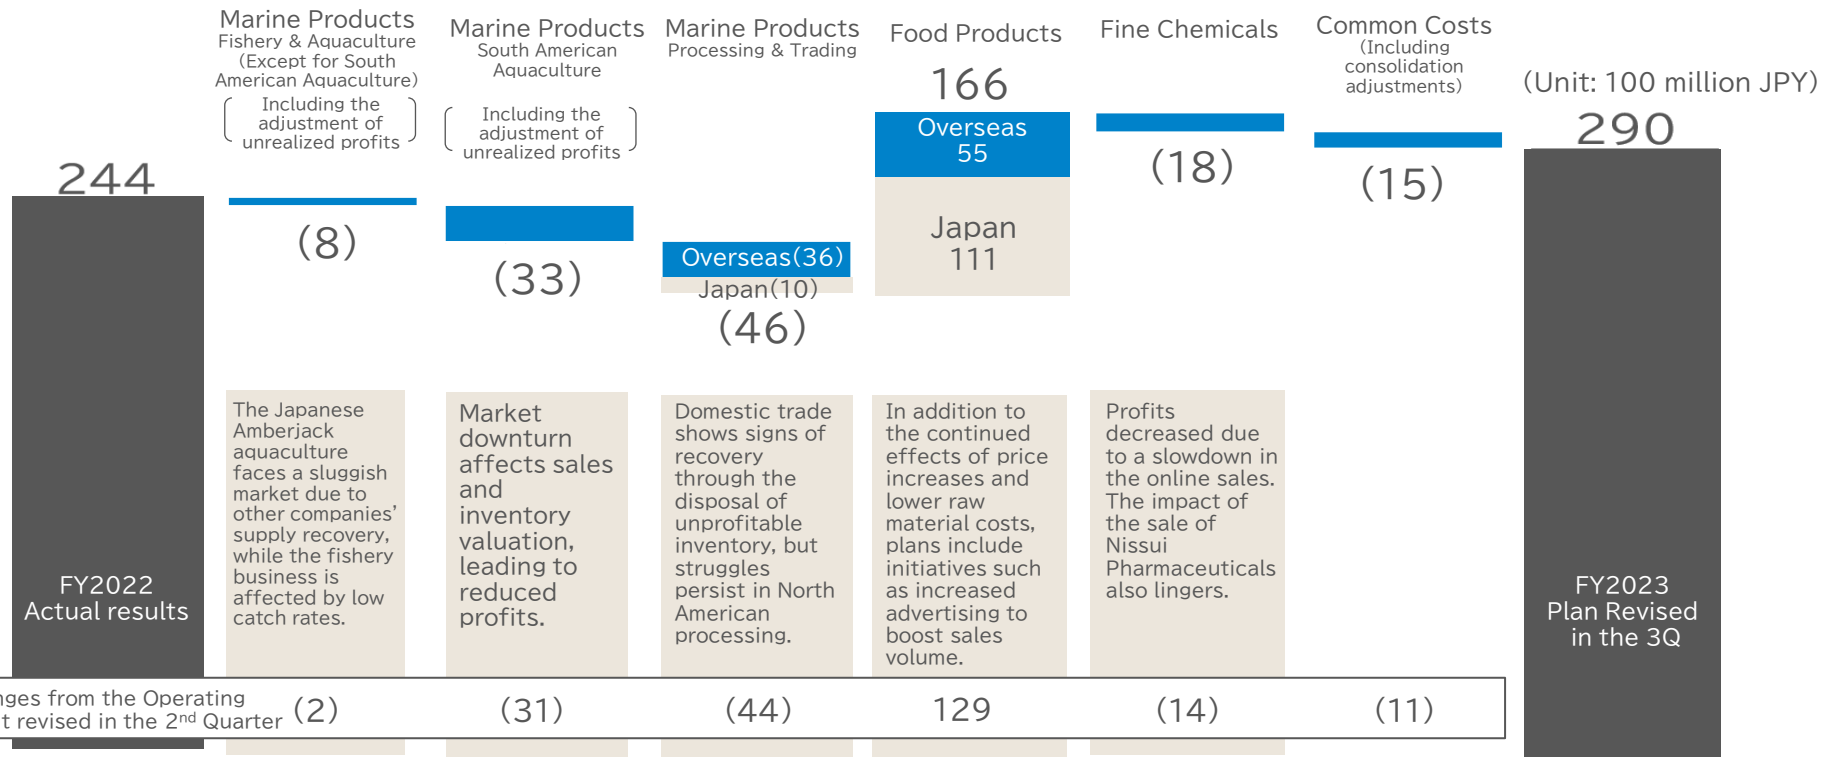 Marine Products
Fishery & Aquaculture
(Except for South
American Aquaculture)
Including the
adjustment of
unrealized profits
Marine Products
South American
Aquaculture
Including the
adjustment of
unrealized profits
Marine Products
Processing & Trading
Food Products
Fine Chemicals
Common Costs
(Including
consolidation
adjustments)
(Unit: 100 million JPY)
244
(8)
(33)
Overseas(36)
Japan(10)
(46)
166
Overseas
55
Japan
111
(18)
(15)
290
FY2022
Actual results
The Japanese
Amberjack
aquaculture
faces a sluggish
market due to
other companies’
supply recovery,
while the fishery
business is
affected by low
catch rates.
Market
downturn
affects sales
and
inventory
valuation,
leading to
reduced
profits.
Domestic trade
shows signs of
recovery
through the
disposal of
unprofitable
inventory, but
struggles
persist in North
American
processing.
In addition to
the continued
effects of price
increases and
lower raw
material costs,
plans include
initiatives such
as increased
advertising to
boost sales
volume.
Profits
decreased due
to a slowdown in
the online sales.
The impact of
the sale of
Nissui
Pharmaceuticals
also lingers.
FY2023
Plan Revised
in the 3Q
nges from the Operating
t revised in the 2nd Quarter
(2)
(31)
(44)
129
(14)
(11)